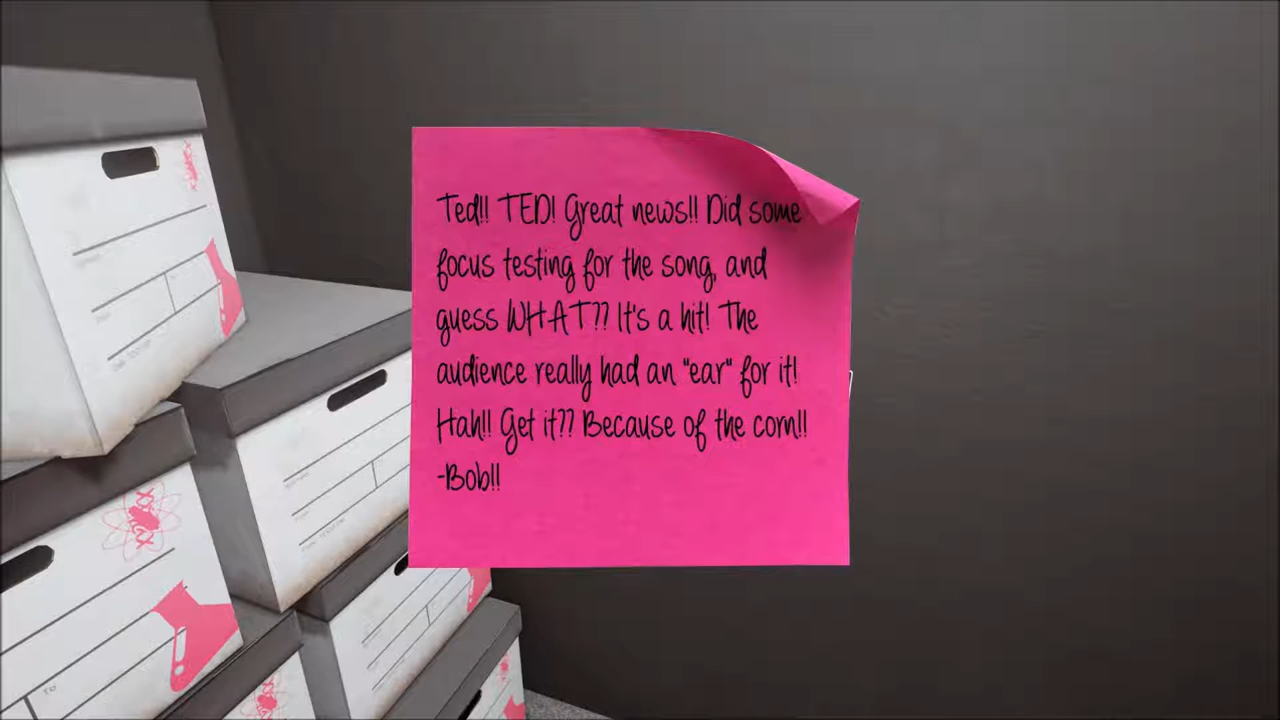 Ted!! TED! Great news!! Did some
focus testing for the song, and
guess WHAT?? It's a hit! The
audience really had an "ear" for it!
Hah!! Get it?? Because of the corn!!
-Bob!!
TO